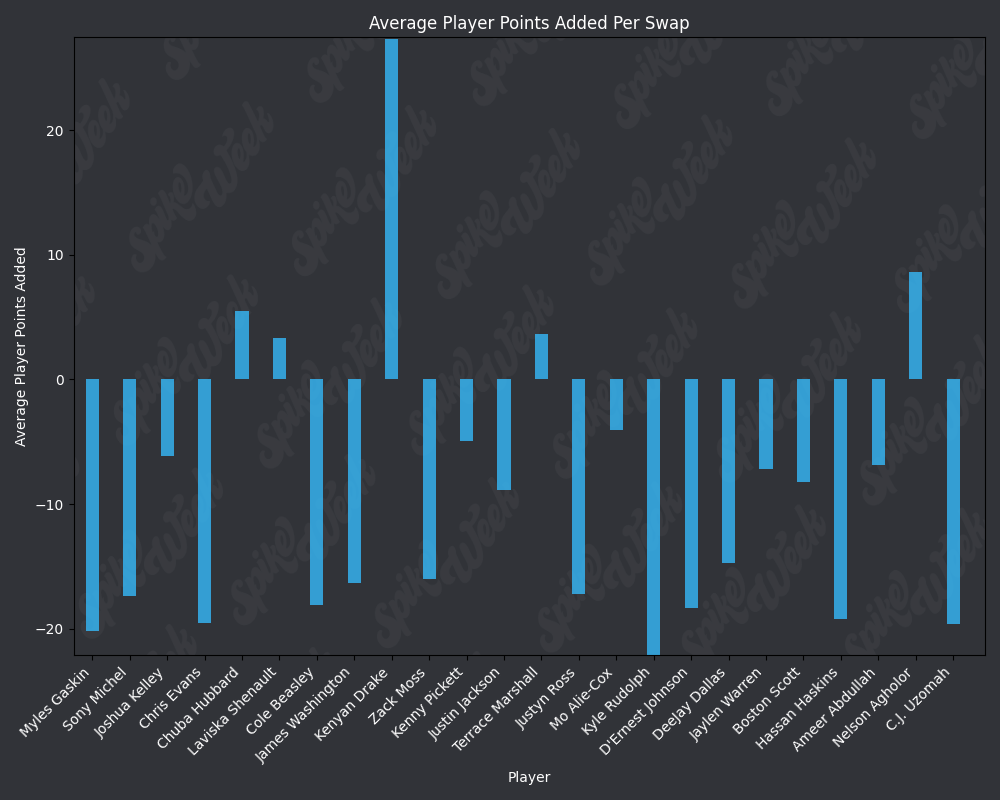 Average Player Points Added Per Swap
Average Player Points Added
20
10
0
−10
−20
Myles Gaskin
Sony Michel
Joshua Kelley
Chris Evans
Chuba Hubbard
Laviska Shenault
Cole Beasley
James Washington
Kenyan Drake
Zack Moss
Kenny Pickett
Justin Jackson
Terrace Marshall
Justyn Ross
Mo Alie-Cox
Kyle Rudolph
D'Ernest Johnson
Deejay Dallas
Jaylen Warren
Boston Scott
Hassan Haskins
Ameer Abdullah
Nelson Agholor
C.J. Uzomah
Player
Spike Week